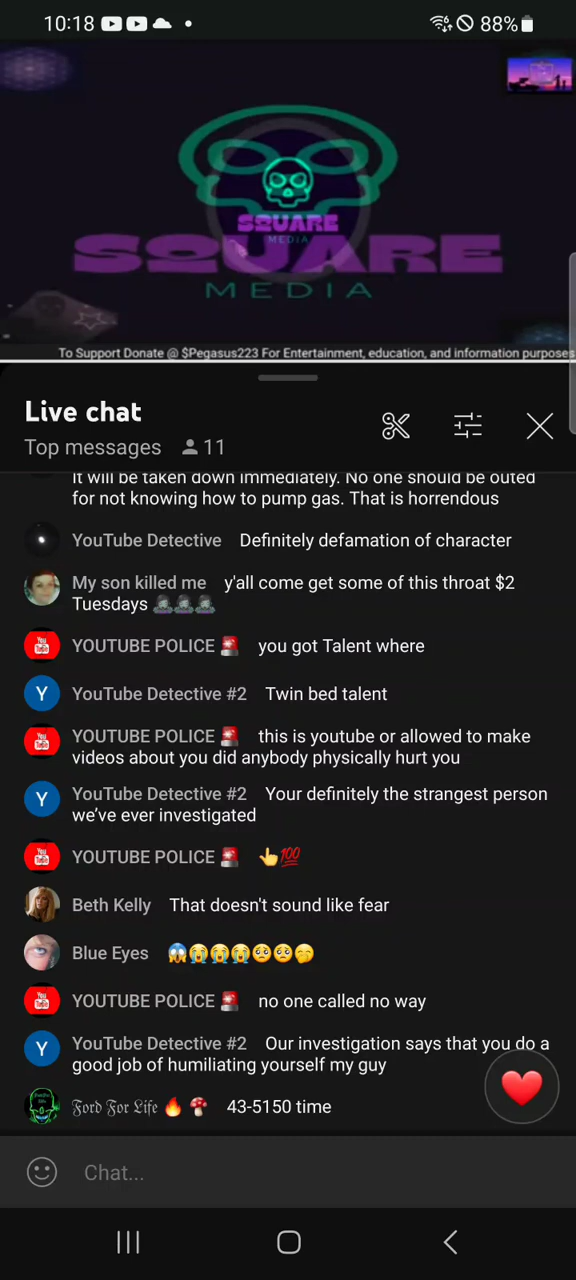 10:18
88%
SQUARE
MEDIA
SQUARE
MEDIA
To Support Donate @ $Pegasus223 For Entertainment, education, and information purposes
Live chat
Top messages 11
It will be taken down immediately. No one should be outed
for not knowing how to pump gas. That is horrendous
YouTube Detective Definitely defamation of character
My son killed me y'all come get some of this throat $2
Tuesdays
YOUTUBE POLICE 🚨 you got Talent where
Y YouTube Detective #2 Twin bed talent
YOUTUBE POLICE 🚨 this is youtube or allowed to make
videos about you did anybody physically hurt you
Y YouTube Detective #2 Your definitely the strangest person
we've ever investigated
YOUTUBE POLICE 🚨 👆💯
Beth Kelly That doesn't sound like fear
Blue Eyes 😱😭😭😭🥺🥺🤭
YOUTUBE POLICE 🚨 no one called no way
Y YouTube Detective #2 Our investigation says that you do a
good job of humiliating yourself my guy
𝔉𝔬𝔯𝔡 𝔉𝔬𝔯 𝔏𝔦𝔣𝔢 🔥 🍄 43-5150 time
Chat...